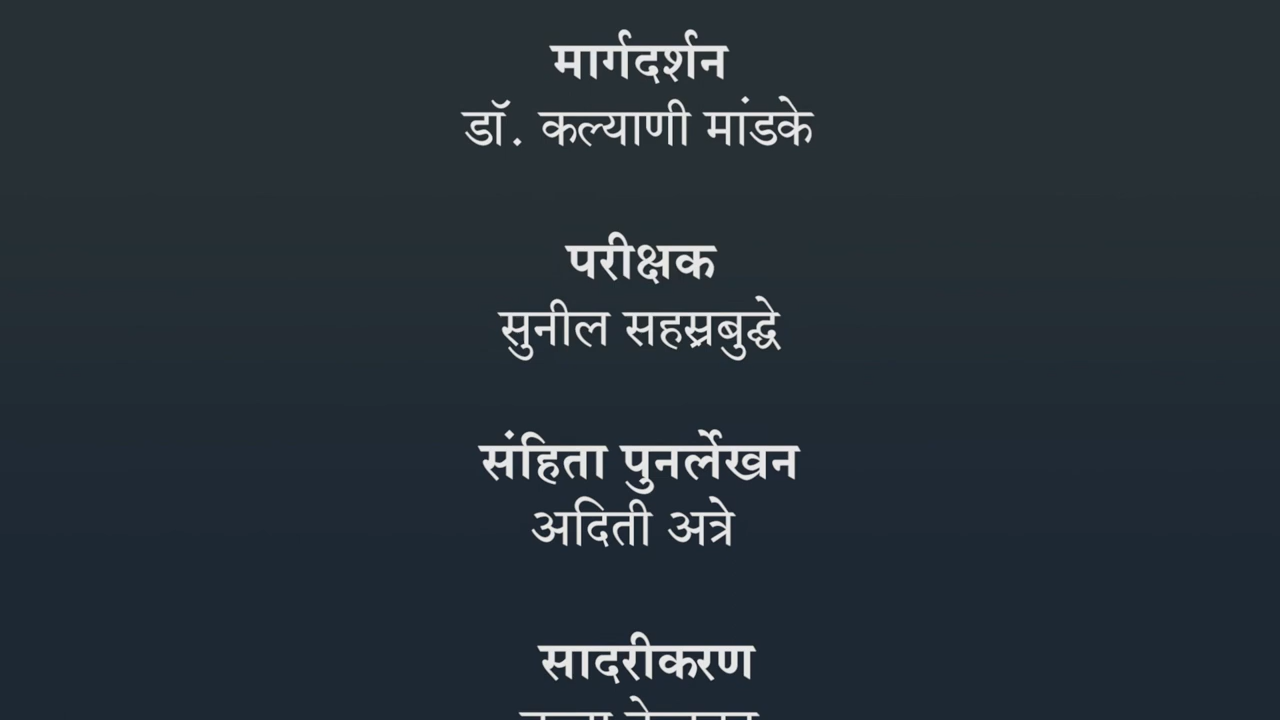 मार्गदर्शन
डॉ. कल्याणी मांडके
परीक्षक
सुनील सहस्रबुद्धे
संहिता पुनर्लेखन
अदिती अत्रे
सादरीकरण